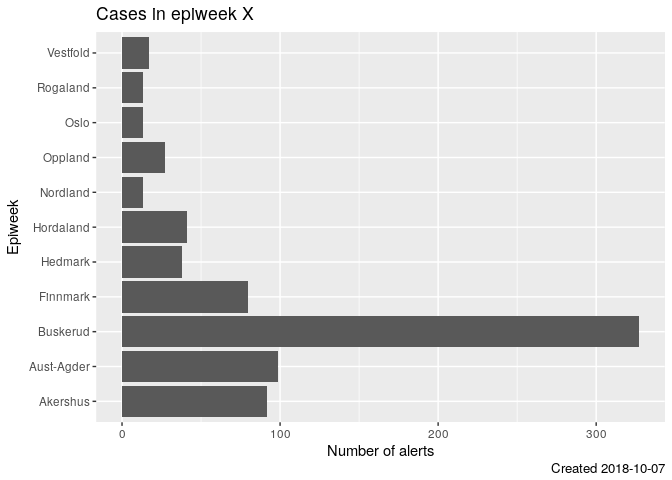 Cases in epiweek X
Epiweek
Vestfold
Rogaland
Oslo
Oppland
Nordland
Hordaland
Hedmark
Finnmark
Buskerud
Aust-Agder
Akershus
0 100 200 300
Number of alerts
Created 2018-10-07